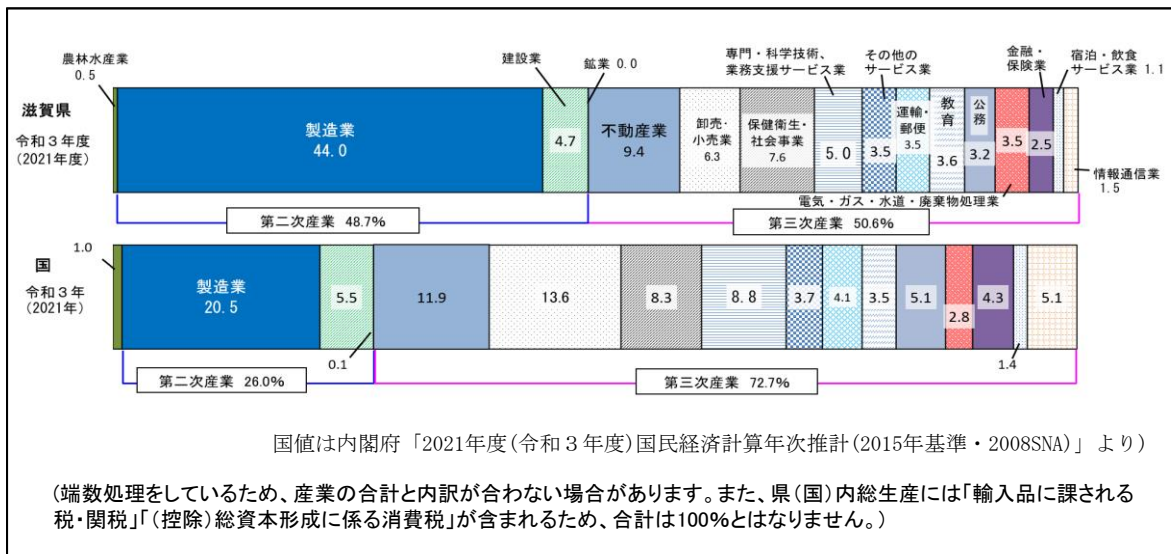 農林水産業
0.5
建設業
鉱業 0.0
専門・科学技術、
業務支援サービス業
その他の
サービス業
金融・
保険業
宿泊・飲食
サービス業 1.1
滋賀県
令和３年度
(2021年度)
製造業
44.0
4.7
不動産業
9.4
卸売・
小売業
6.3
保健衛生・
社会事業
7.6
5.0
3.5
運輸・
郵便
3.5
教育
3.6
公務
3.2
3.5
2.5
情報通信業
1.5
電気・ガス・水道・廃棄物処理業
第二次産業 48.7%
第三次産業 50.6%
1.0
国
令和３年
(2021年)
製造業
20.5
5.5
11.9
13.6
8.3
8.8
3.7
4.1
3.5
5.1
2.8
4.3
5.1
0.1
1.4
第二次産業 26.0%
第三次産業 72.7%
国値は内閣府「2021年度(令和３年度)国民経済計算年次推計(2015年基準・2008SNA)」より)
(端数処理をしているため、産業の合計と内訳が合わない場合があります。また、県(国)内総生産には「輸入品に課される
税・関税」「(控除)総資本形成に係る消費税」が含まれるため、合計は100%とはなりません。)